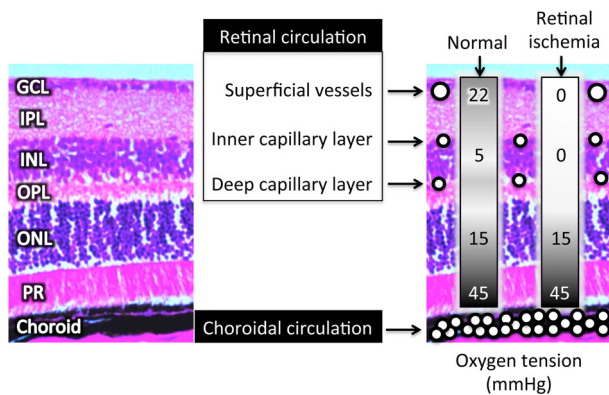 GCL
IPL
INL
OPL
ONL
PR
Choroid
Retinal circulation
Superficial vessels
Inner capillary layer
Deep capillary layer
Choroidal circulation
Normal
Retinal
ischemia
22
5
15
45
0
0
15
45
Oxygen tension
(mmHg)